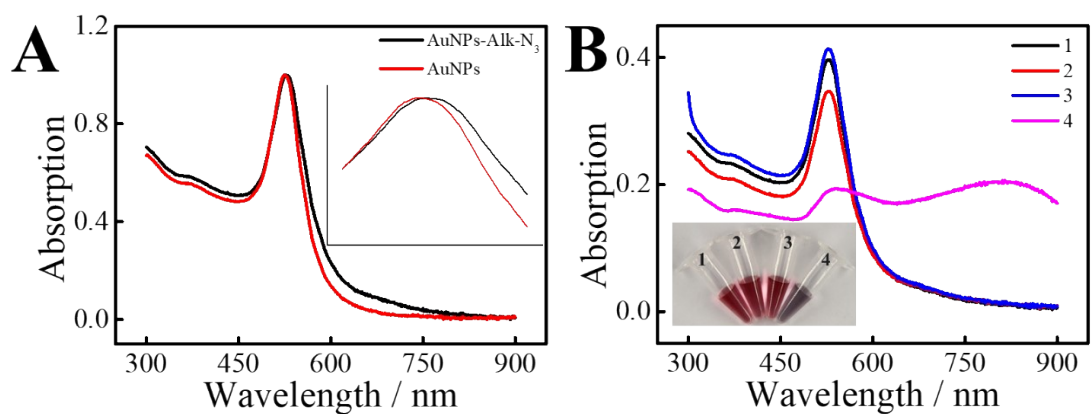 A
Absorption
1.2
0.8
0.4
0.0
AuNPs-Alk-N₃
AuNPs
300 450 600 750 900
Wavelength / nm
B
Absorption
0.4
0.2
0.0
1
2
3
4
1 2 3 4
300 450 600 750 900
Wavelength / nm